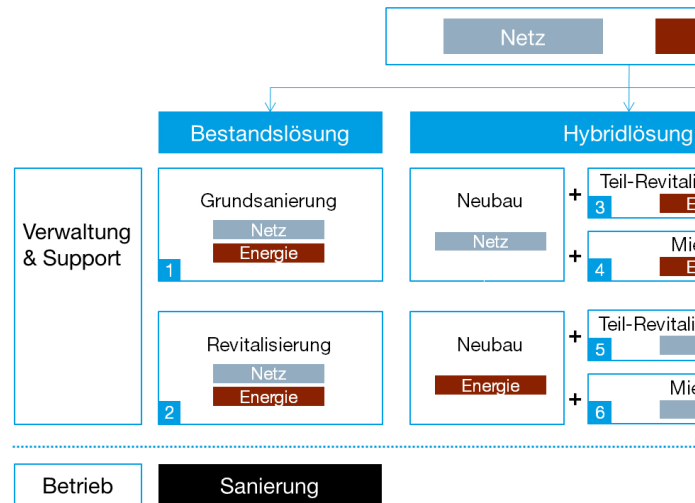 Netz
Bestandslösung
Hybridlösung
Verwaltung
& Support
Grundsanierung
Netz
Energie
1
Neubau
Netz
+
3
+
4
Revitalisierung
Netz
Energie
2
Neubau
Energie
+
5
+
6
Betrieb
Sanierung